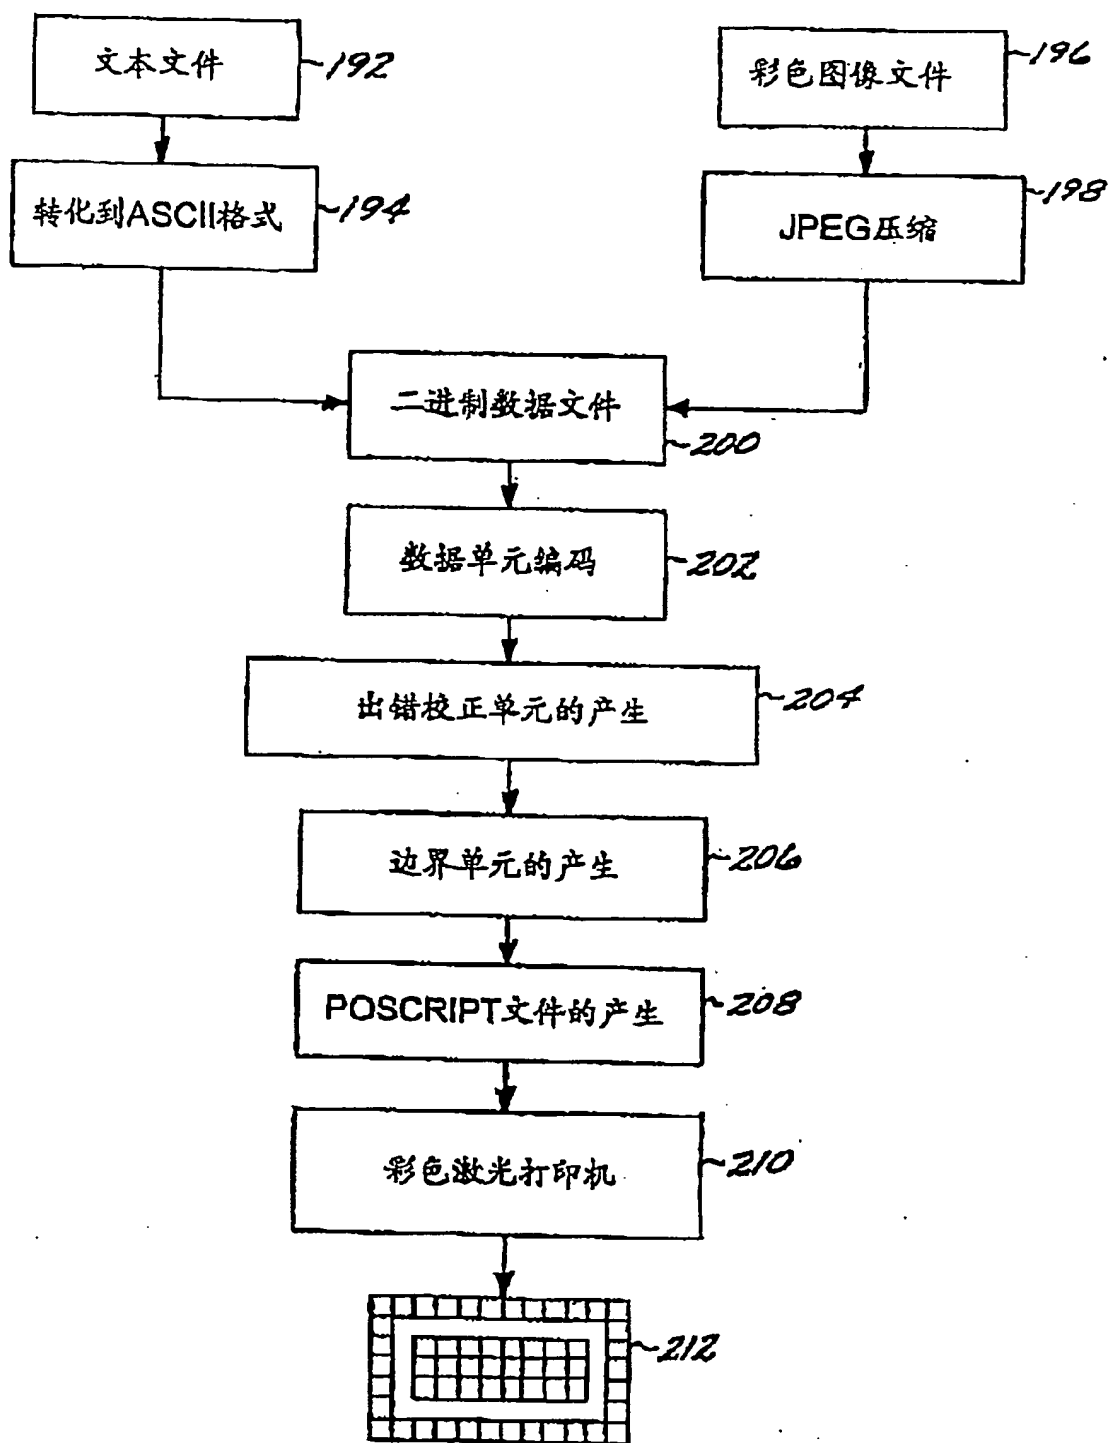 文本文件
192
彩色图像文件
196
转化到ASCII格式
194
JPEG压缩
198
二进制数据文件
200
数据单元编码
202
出错校正单元的产生
204
边界单元的产生
206
POSCRIPT文件的产生
208
彩色激光打印机
210
212